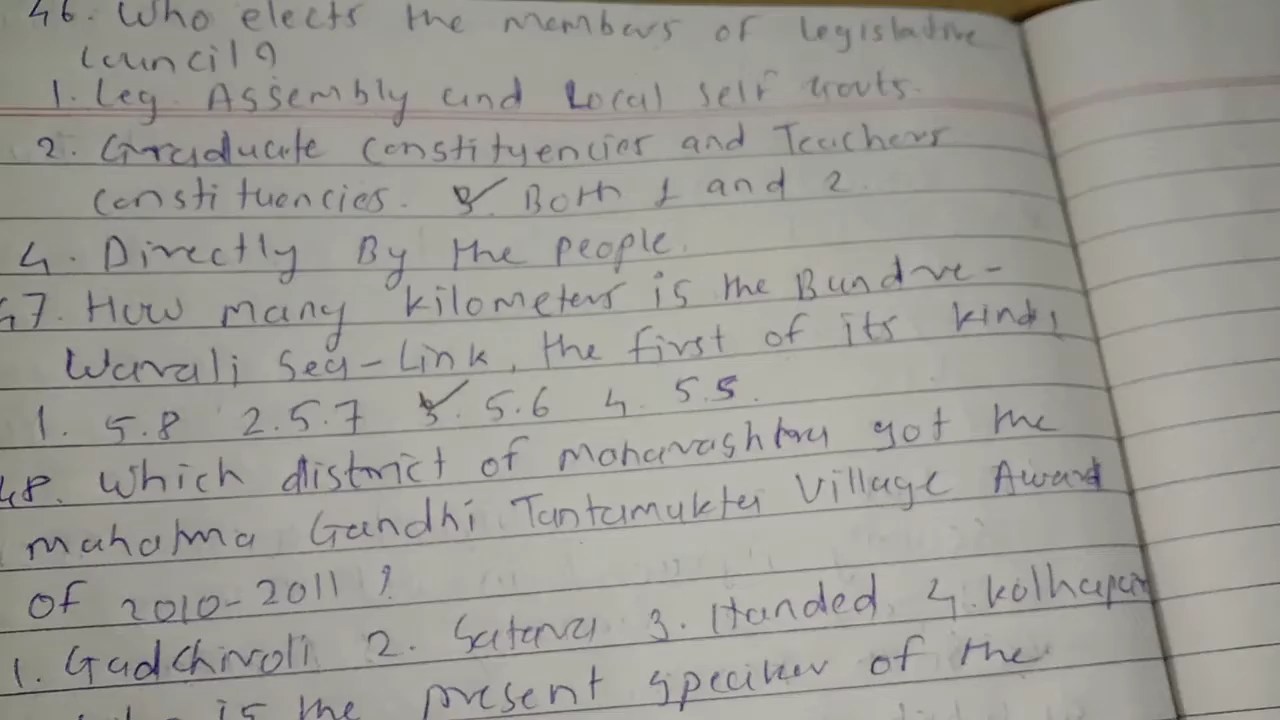 46. Who elects the members of legislative
council?
1. Leg. Assembly and Local self Govts.
2. Graduate constituencies and Teachers
constituencies. 3. Both 1 and 2.
4. Directly By the people.
47. How many kilometers is the Bandra-
Warali Sea-Link, the first of its kind,
1. 5.8 2. 5.7 3. 5.6 4. 5.5.
48. Which district of Maharashtra got the
Mahatma Gandhi Tantamukta Village Award
of 2010-2011?
1. Gadchiroli 2. Satara 3. Handed 4. Kolhapur
is the present speaker of the